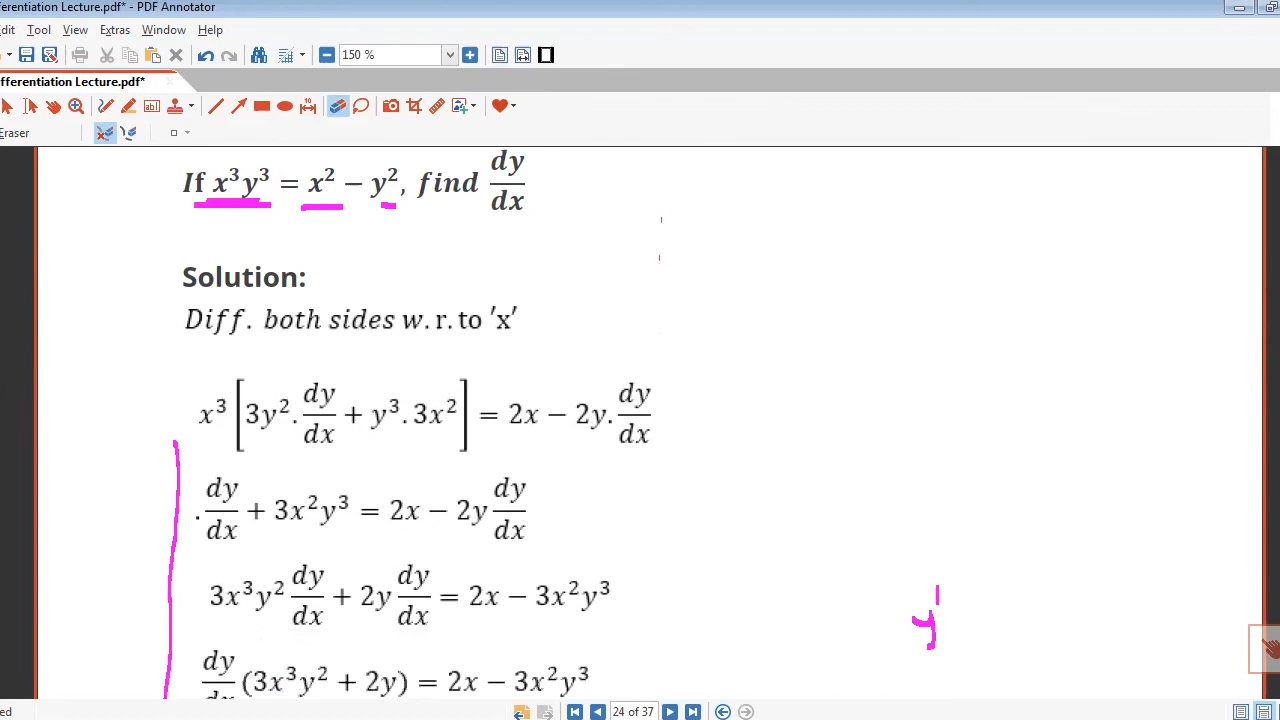 fferentiation Lecture.pdf* - PDF Annotator
dit Tool View Extras Window Help
150 %
fferentiation Lecture.pdf*
Eraser
If x³y³ = x² − y², find dy/dx
Solution:
Diff. both sides w. r. to ′x′
x³ [3y². dy/dx + y³. 3x²] = 2x − 2y. dy/dx
. dy/dx + 3x²y³ = 2x − 2y dy/dx
3x³y² dy/dx + 2y dy/dx = 2x − 3x²y³
dy/dx (3x³y² + 2y) = 2x − 3x²y³
y'
ed 24 of 37